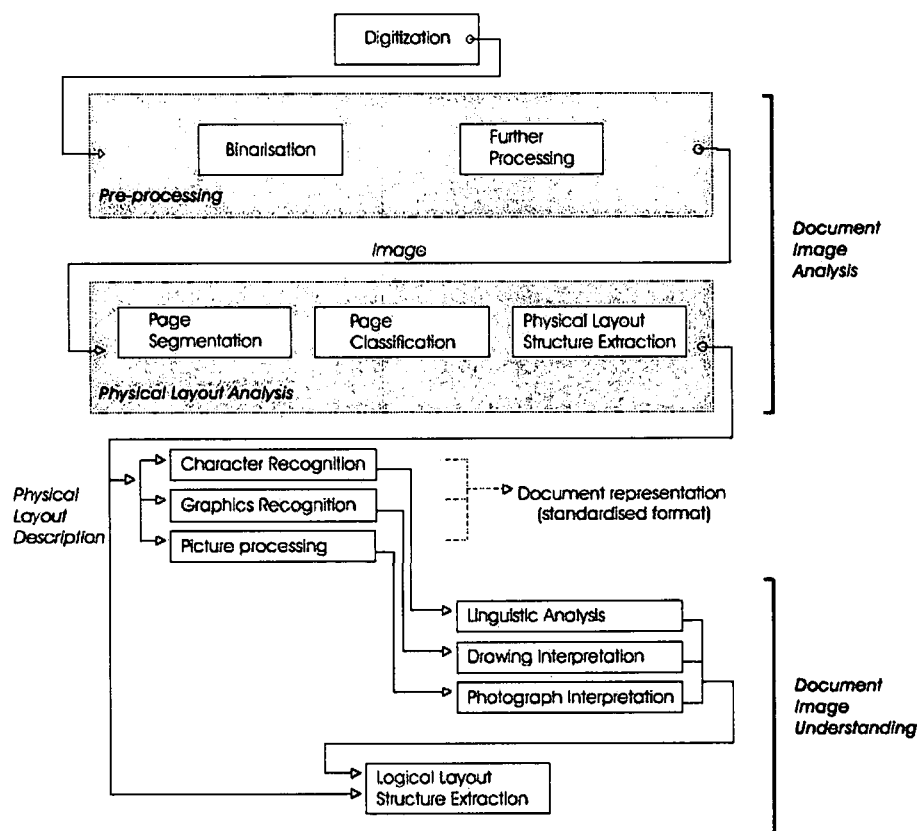 Digitization
Binarisation
Further
Processing
Pre-processing
Image
Document
Image
Analysis
Page
Segmentation
Page
Classification
Physical Layout
Structure Extraction
Physical Layout Analysis
Character Recognition
Graphics Recognition
Picture processing
Physical
Layout
Description
Document representation
(standardised format)
Linguistic Analysis
Drawing Interpretation
Photograph Interpretation
Document
Image
Understanding
Logical Layout
Structure Extraction